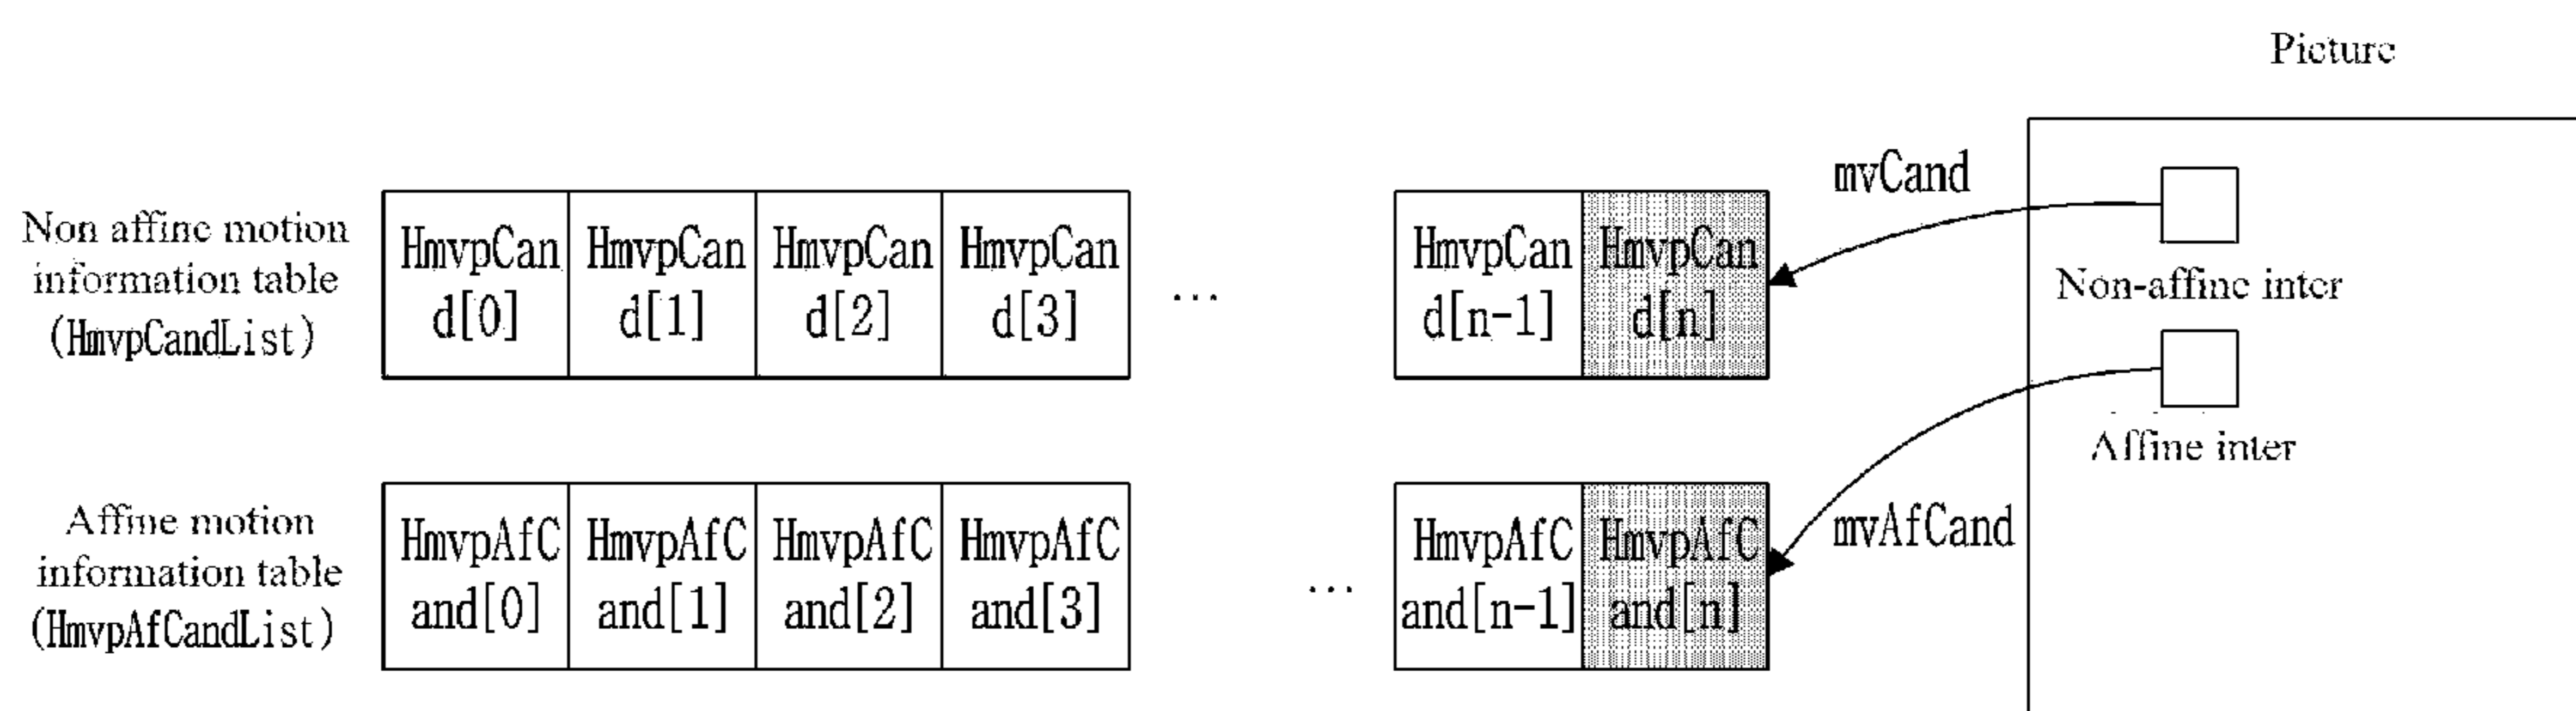 Picture
mvCand
Non affine motion
information table
(HmvpCandList)
HmvpCan
d[0]
HmvpCan
d[1]
HmvpCan
d[2]
HmvpCan
d[3]
...
HmvpCan
d[n-1]
HmvpCan
d[n]
Non-affine inter
Affine inter
Affine motion
information table
(HmvpAfCandList)
HmvpAfC
and[0]
HmvpAfC
and[1]
HmvpAfC
and[2]
HmvpAfC
and[3]
...
HmvpAfC
and[n-1]
HmvpAfC
and[n]
mvAfCand